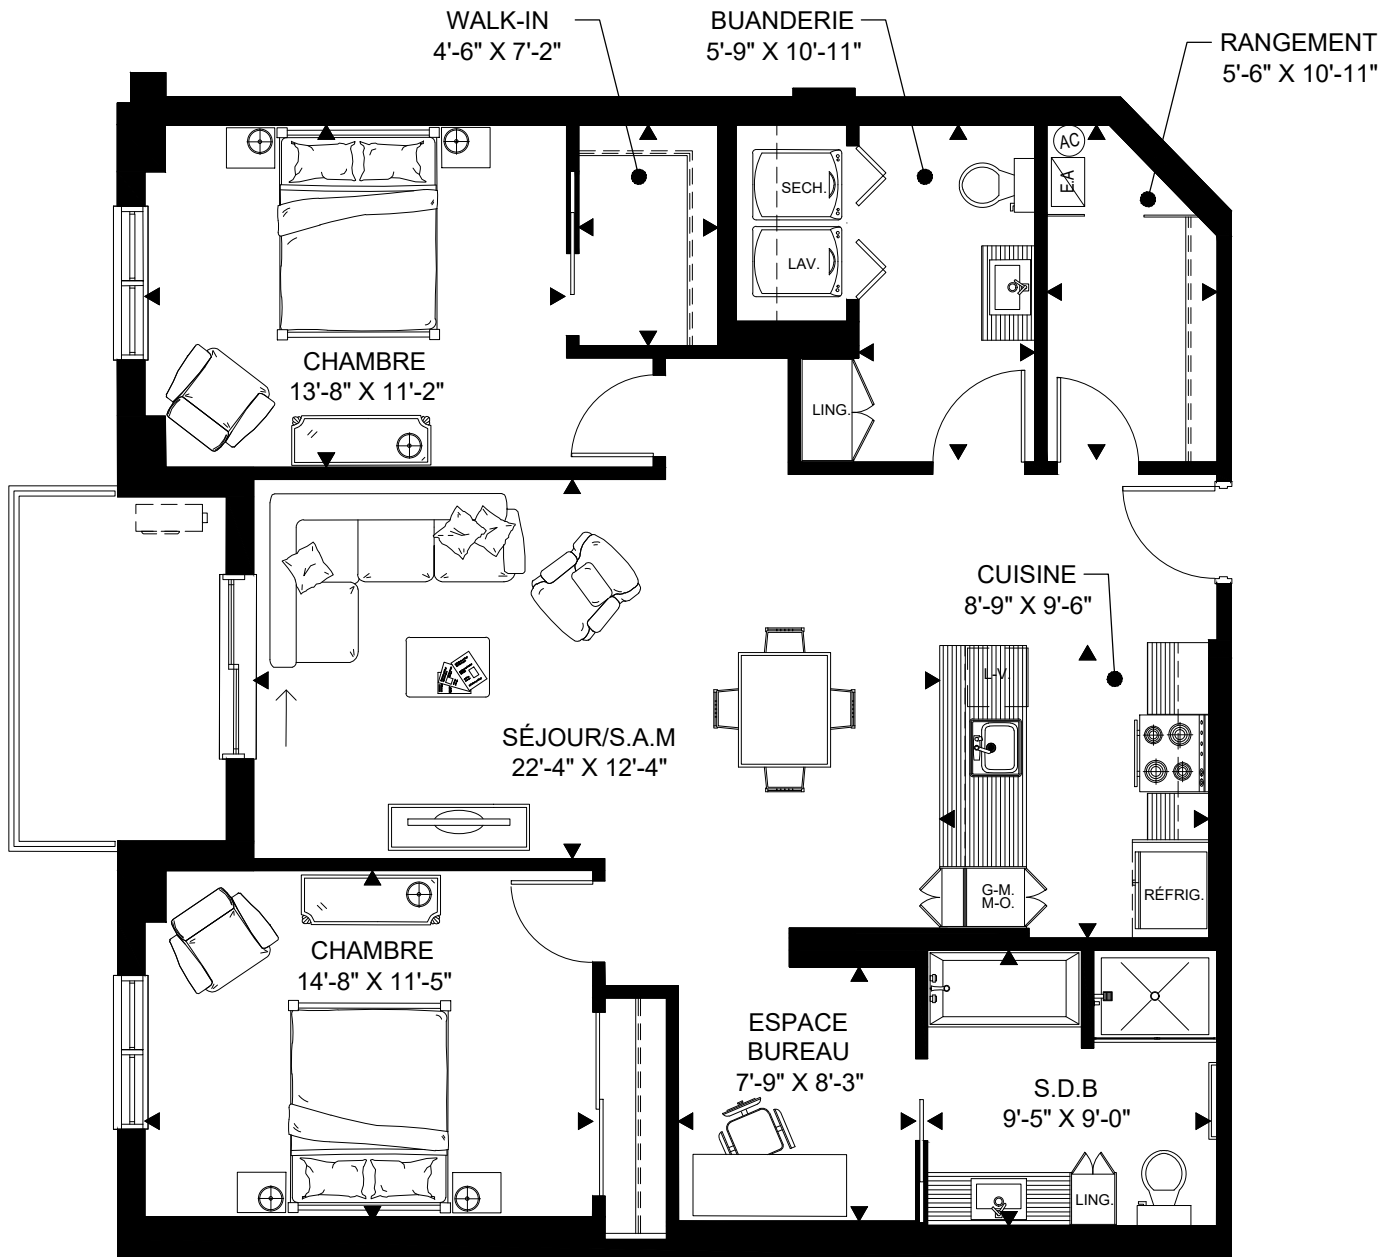 WALK-IN
4'-6" X 7'-2"
BUANDERIE
5'-9" X 10'-11"
RANGEMENT
5'-6" X 10'-11"
AC
E.A
SECH.
LAV.
CHAMBRE
13'-8" X 11'-2"
LING.
CUISINE
8'-9" X 9'-6"
L-V.
SÉJOUR/S.A.M
22'-4" X 12'-4"
G-M.
M-O.
RÉFRIG.
CHAMBRE
14'-8" X 11'-5"
ESPACE
BUREAU
7'-9" X 8'-3"
S.D.B
9'-5" X 9'-0"
LING.